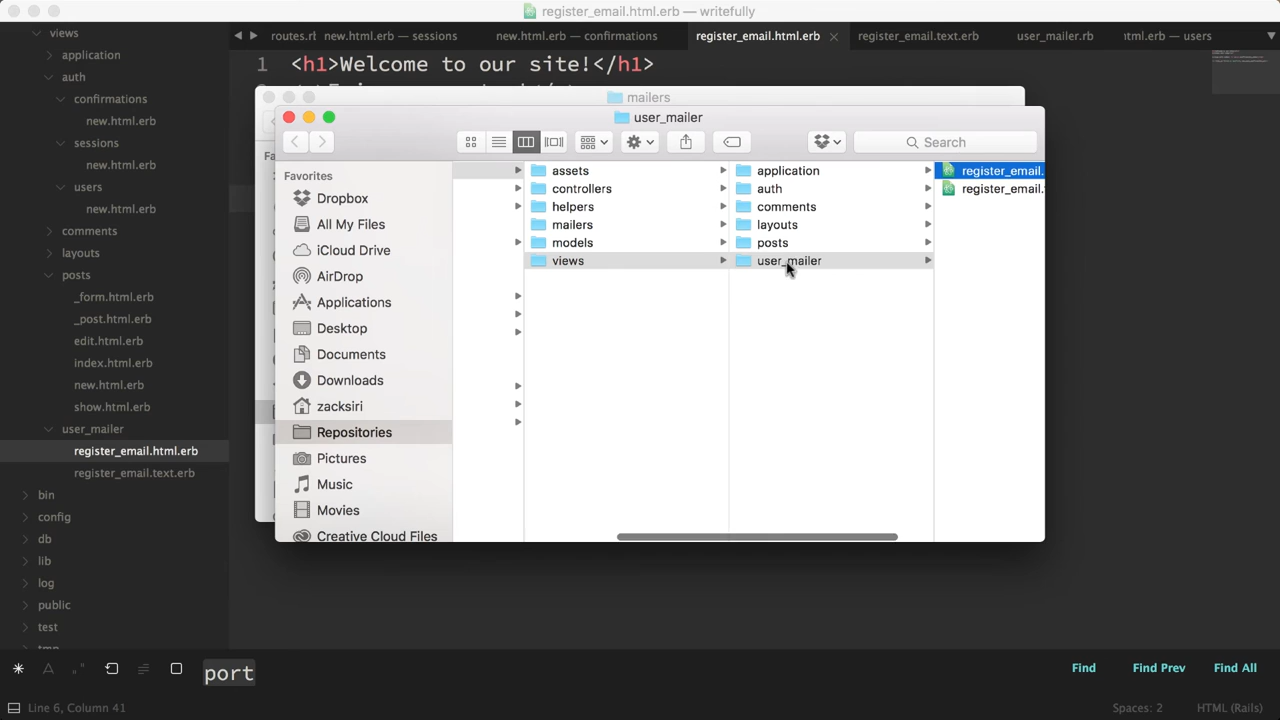 register_email.html.erb — writefully
views
application
auth
confirmations
new.html.erb
sessions
new.html.erb
users
new.html.erb
comments
layouts
posts
_form.html.erb
_post.html.erb
edit.html.erb
index.html.erb
new.html.erb
show.html.erb
user_mailer
register_email.html.erb
register_email.text.erb
bin
config
db
lib
log
public
test
routes.rl
new.html.erb — sessions
new.html.erb — confirmations
register_email.html.erb
register_email.text.erb
user_mailer.rb
ıtml.erb — users
1 <h1>Welcome to our site!</h1>
mailers
Fa
user_mailer
Search
Favorites
Dropbox
All My Files
iCloud Drive
AirDrop
Applications
Desktop
Documents
Downloads
zacksiri
Repositories
Pictures
Music
Movies
Creative Cloud Files
assets
controllers
helpers
mailers
models
views
application
auth
comments
layouts
posts
user_mailer
register_email.
register_email.
port
Find
Find Prev
Find All
Line 6, Column 41
Spaces: 2
HTML (Rails)